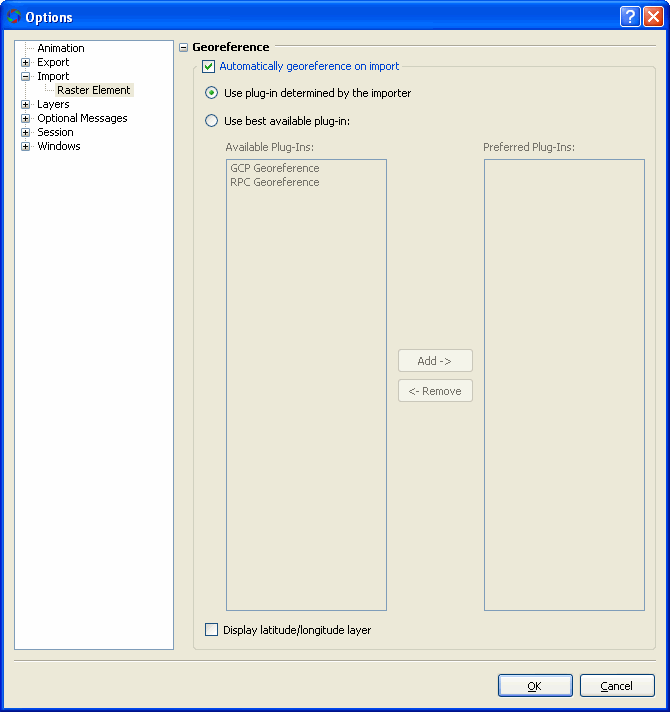 Options
Animation
Export
Import
Raster Element
Layers
Optional Messages
Session
Windows
Georeference
Automatically georeference on import
Use plug-in determined by the importer
Use best available plug-in:
Available Plug-Ins:
Preferred Plug-Ins:
GCP Georeference
RPC Georeference
Add ->
<- Remove
Display latitude/longitude layer
OK
Cancel